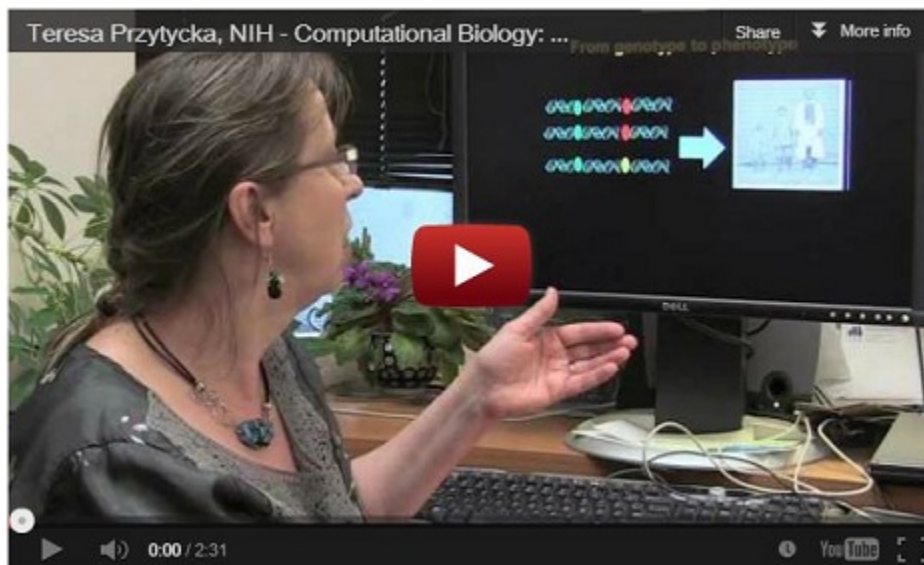 Teresa Przytycka, NIH - Computational Biology: ...
Share
More info
From genotype to phenotype
DELL
0:00 / 2:31
YouTube